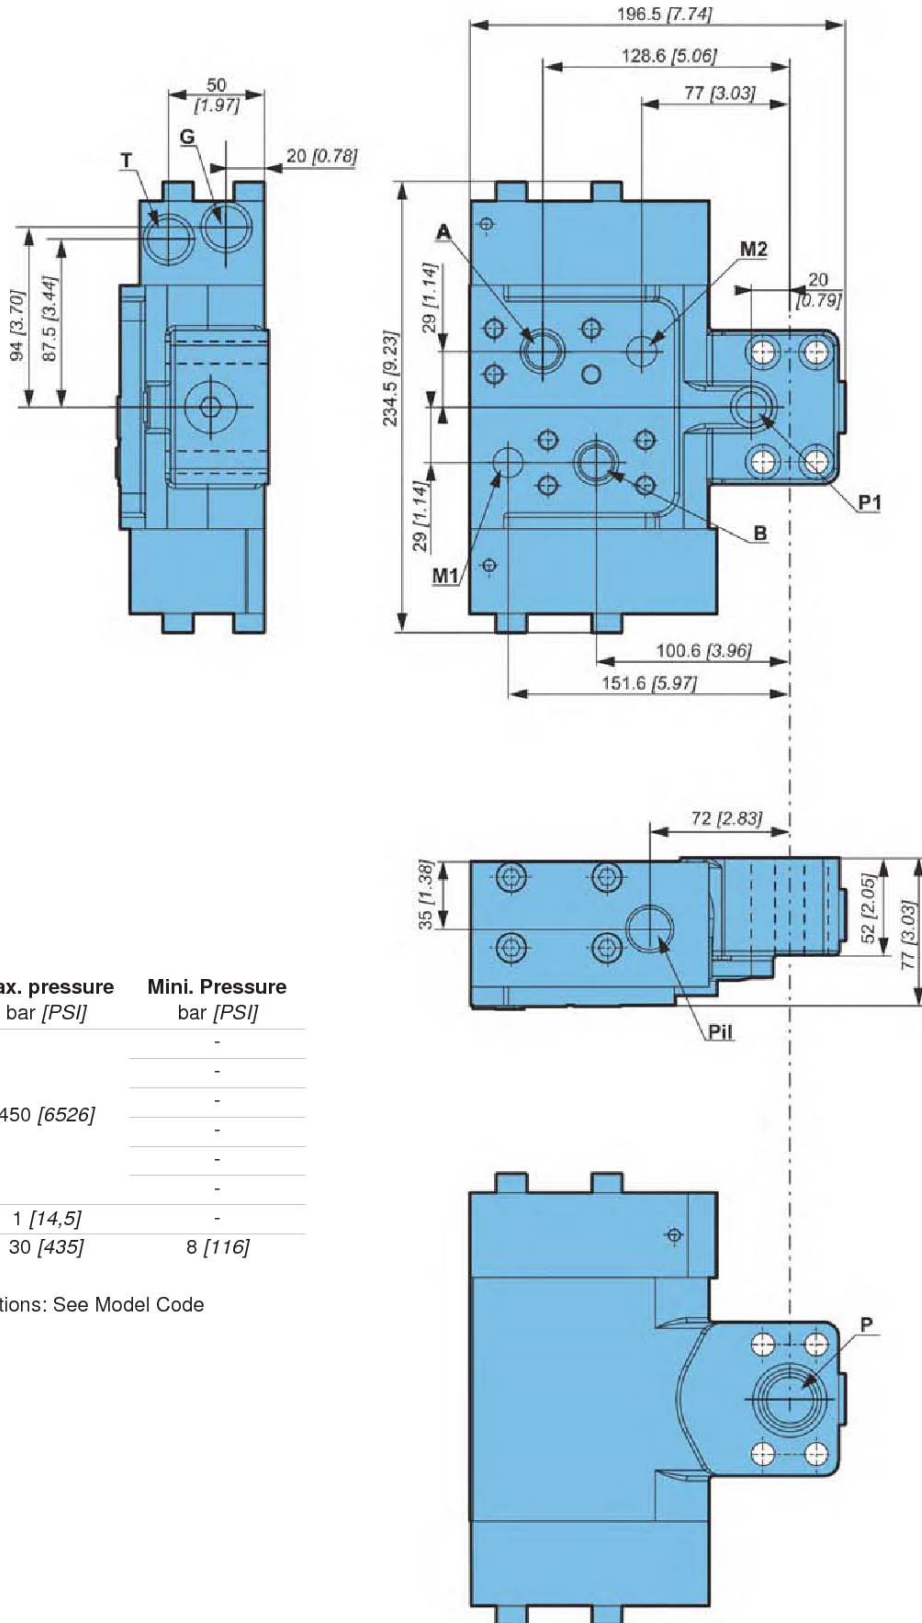 196.5 [7.74]
128.6 [5.06]
50
[1.97]
77 [3.03]
G
T
20 [0.78]
A
M2
20
[0.79]
29 [1.14]
94 [3.70]
87.5 [3.44]
234.5 [9.23]
29 [1.14]
P1
B
M1
100.6 [3.96]
151.6 [5.97]
72 [2.83]
35 [1.38]
52 [2.05]
77 [3.03]
Pil
ax. pressure Mini. Pressure
bar [PSI] bar [PSI]
-
-
-
450 [6526]
-
-
-
1 [14,5] -
30 [435] 8 [116]
tions: See Model Code
P